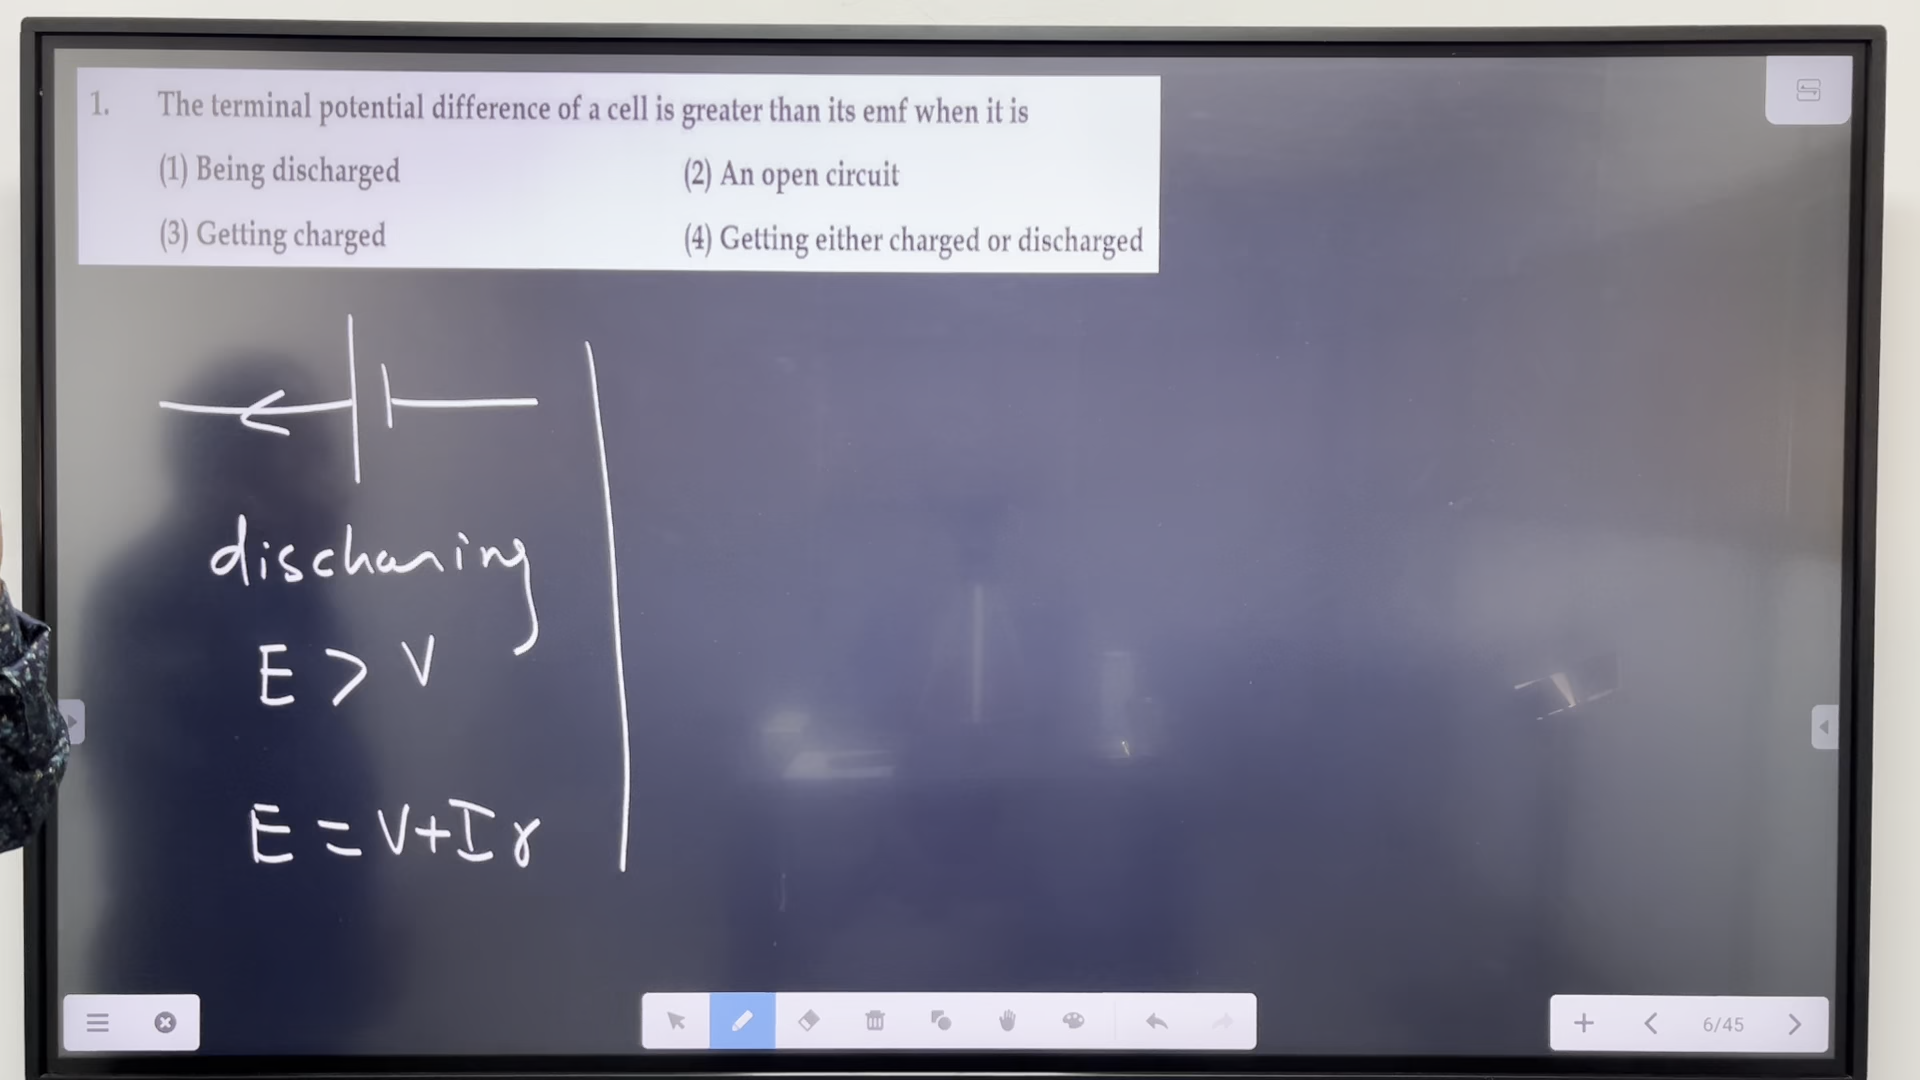 1. The terminal potential difference of a cell is greater than its emf when it is
(1) Being discharged (2) An open circuit
(3) Getting charged (4) Getting either charged or discharged
discharing
E > V
E = V+Ir
6/45